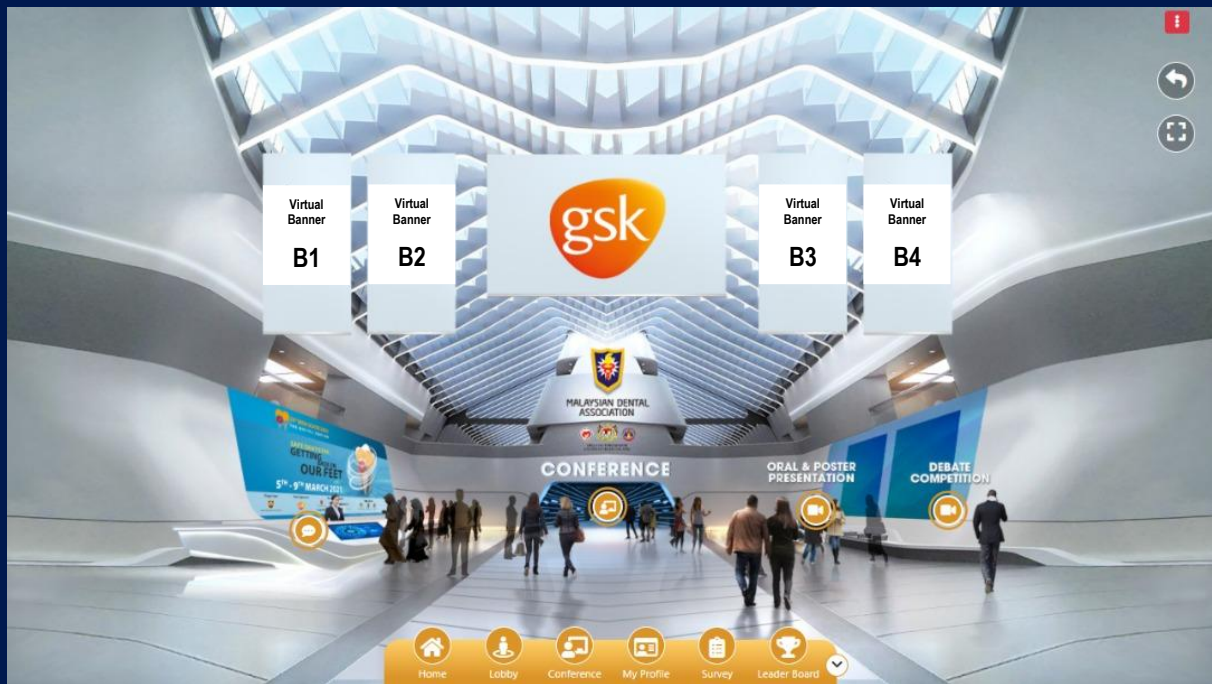 Virtual
Banner
B1
Virtual
Banner
B2
gsk
Virtual
Banner
B3
Virtual
Banner
B4
MALAYSIAN DENTAL
ASSOCIATION
GETTING
OUR FEET
5TH - 9TH MARCH 2021
CONFERENCE
ORAL & POSTER
PRESENTATION
DEBATE
COMPETITION
Home
Lobby
Conference
My Profile
Survey
Leader Board